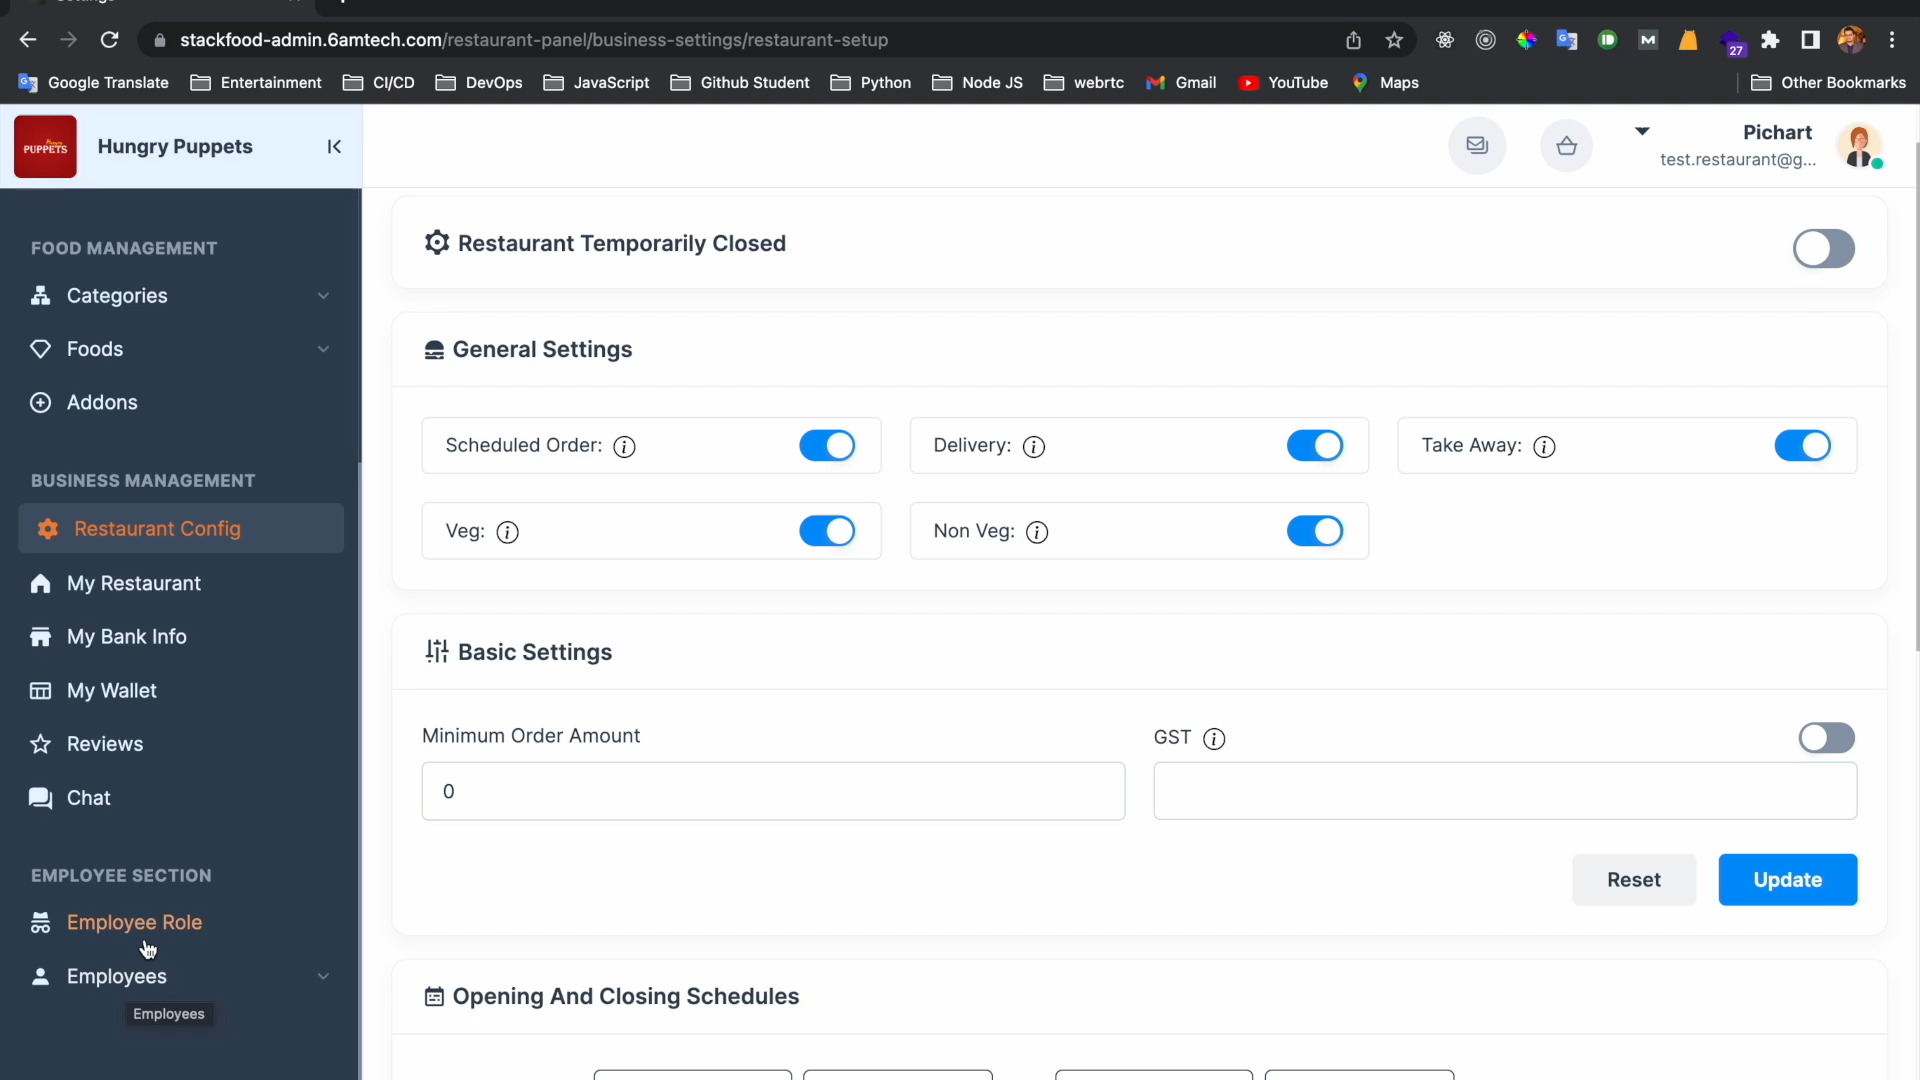 stackfood-admin.6amtech.com/restaurant-panel/business-settings/restaurant-setup
27
Google Translate
Entertainment
CI/CD
DevOps
JavaScript
Github Student
Python
Node JS
webrtc
Gmail
YouTube
Maps
Other Bookmarks
PUPPETS
Hungry Puppets
Pichart
test.restaurant@g...
FOOD MANAGEMENT
Categories
Foods
Addons
BUSINESS MANAGEMENT
Restaurant Config
My Restaurant
My Bank Info
My Wallet
Reviews
Chat
EMPLOYEE SECTION
Employee Role
Employees
Employees
Restaurant Temporarily Closed
General Settings
Scheduled Order:
Delivery:
Take Away:
Veg:
Non Veg:
Basic Settings
Minimum Order Amount
GST
0
Reset
Update
Opening And Closing Schedules